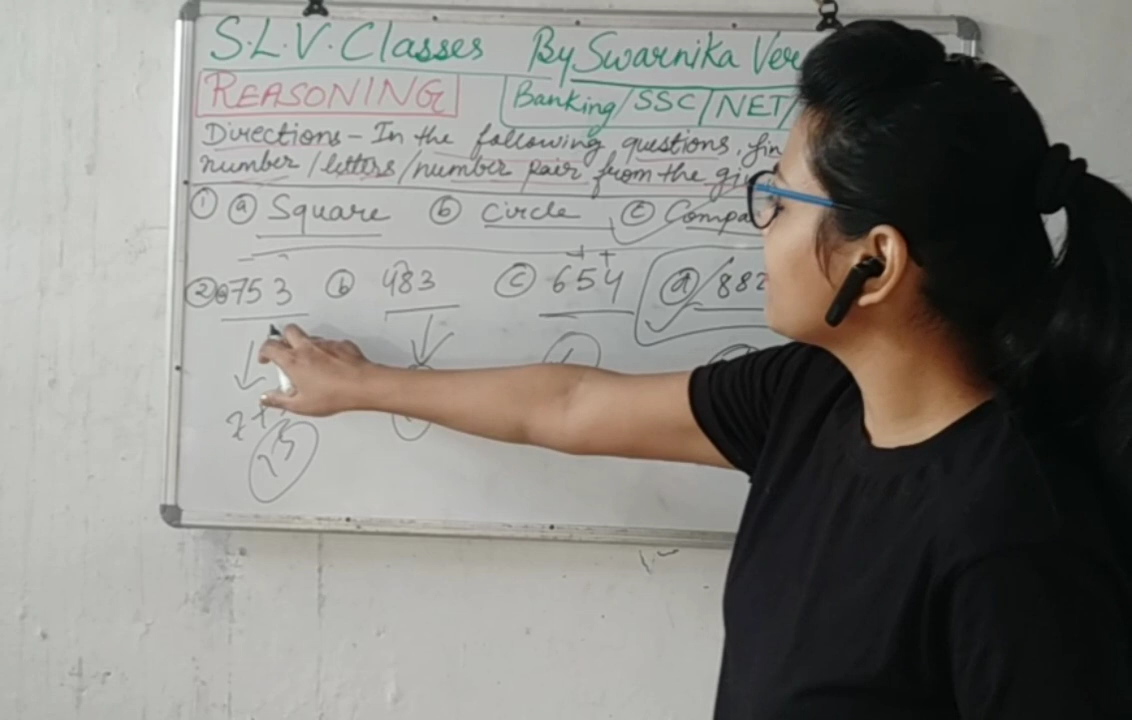 S.L.V. Classes By Swarnika Ver
REASONING Banking/SSC/NET/
Directions - In the following questions, fin
number/letters/number pair from the gi
① ⓐ Square ⓑ Circle ⓒ Compa
② ⓐ 753 ⓑ 483 ⓒ 654 ⓓ 882
15